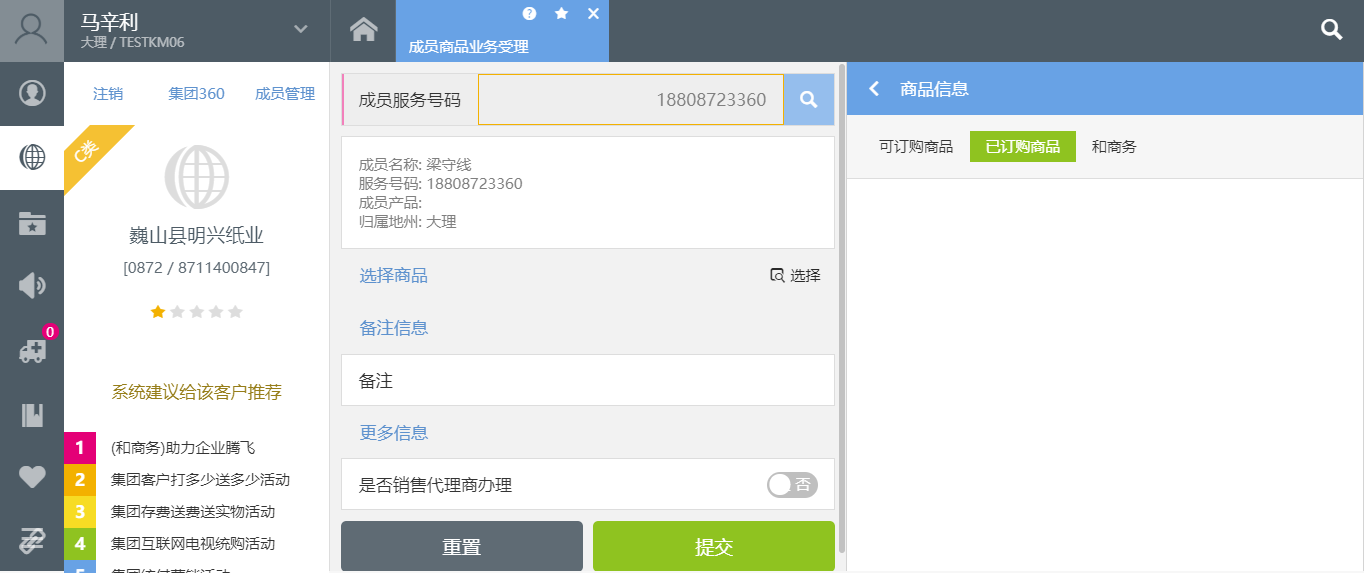 马辛利
大理 / TESTKM06
成员商品业务受理
0
注销 集团360 成员管理
C类
巍山县明兴纸业
[0872 / 8711400847]
系统建议给该客户推荐
1 (和商务)助力企业腾飞
2 集团客户打多少送多少活动
3 集团存费送费送实物活动
4 集团互联网电视统购活动
成员服务号码 18808723360
成员名称: 梁守线
服务号码: 18808723360
成员产品:
归属地州: 大理
选择商品 选择
备注信息
备注
更多信息
是否销售代理商办理 否
重置 提交
商品信息
可订购商品 已订购商品 和商务